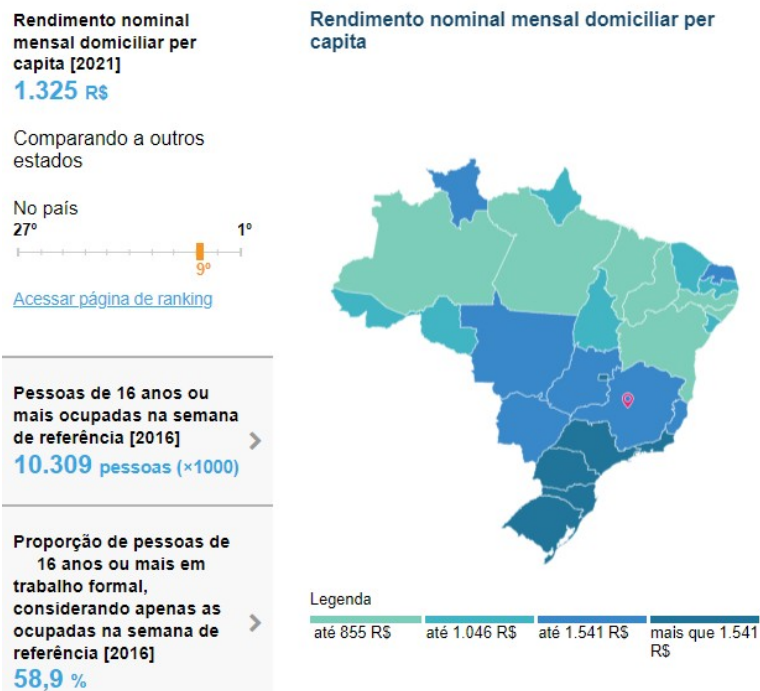 Rendimento nominal
mensal domiciliar per
capita [2021]
1.325 R$
Comparando a outros
estados
No país
27º
1º
9º
Acessar página de ranking
Pessoas de 16 anos ou
mais ocupadas na semana
de referência [2016]
10.309 pessoas (×1000)
Proporção de pessoas de
16 anos ou mais em
trabalho formal,
considerando apenas as
ocupadas na semana de
referência [2016]
58,9 %
Rendimento nominal mensal domiciliar per
capita
Legenda
até 855 R$
até 1.046 R$
até 1.541 R$
mais que 1.541
R$